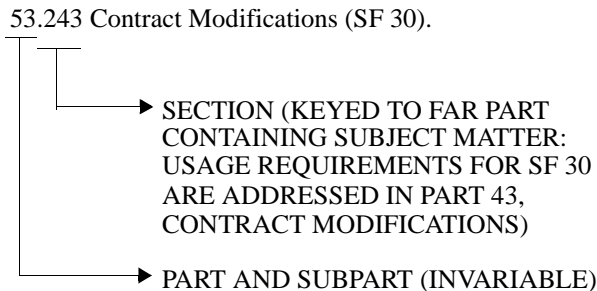 53.243 Contract Modifications (SF 30).
SECTION (KEYED TO FAR PART
CONTAINING SUBJECT MATTER:
USAGE REQUIREMENTS FOR SF 30
ARE ADDRESSED IN PART 43,
CONTRACT MODIFICATIONS)
PART AND SUBPART (INVARIABLE)